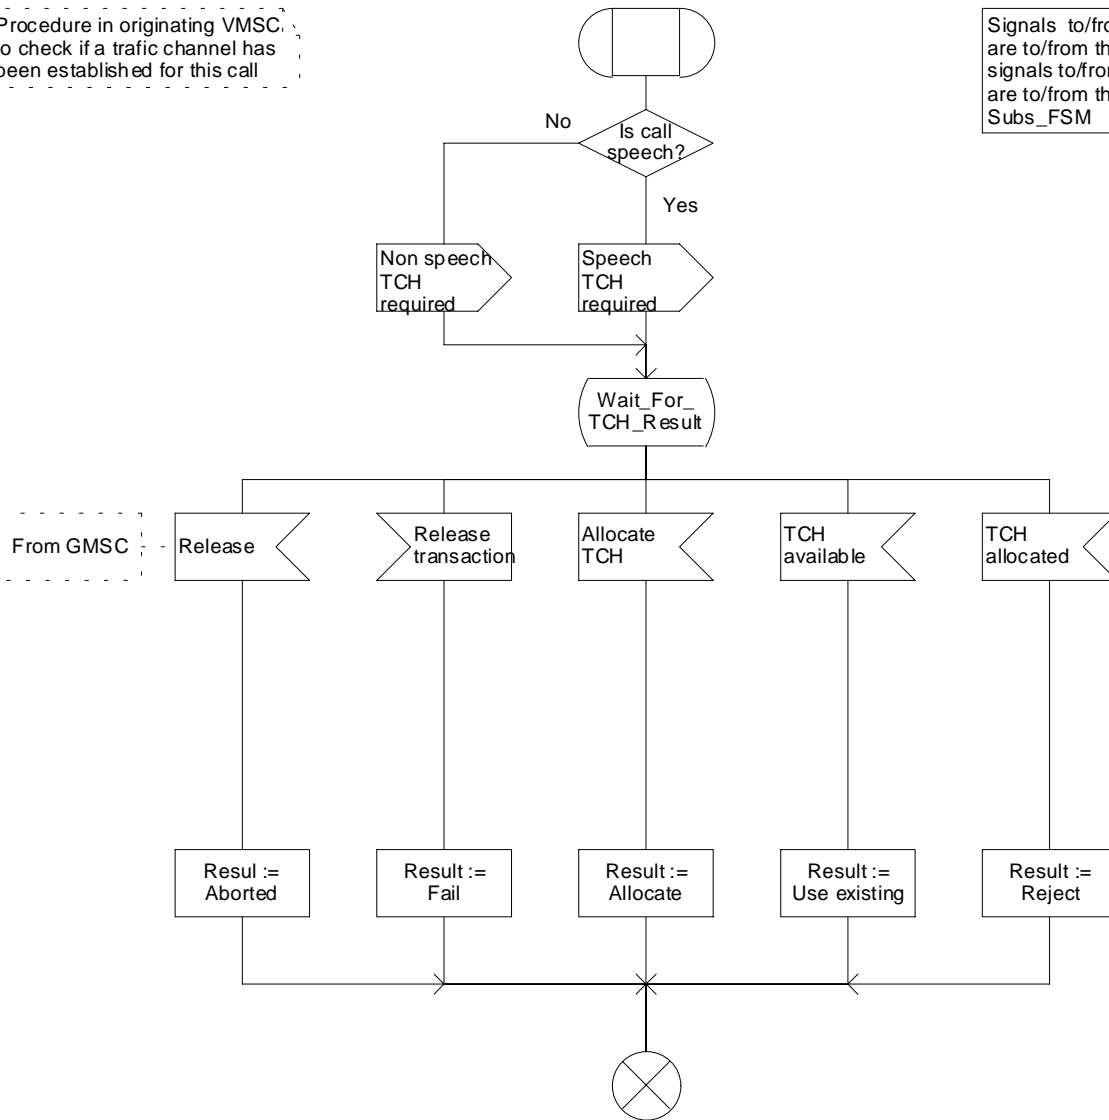 Procedure in originating VMSC
to check if a trafic channel has
been established for this call
Signals to/fro
are to/from th
signals to/fron
are to/from th
Subs_FSM
Is call
speech?
No
Yes
Non speech
TCH
required
Speech
TCH
required
Wait_For_
TCH_Result
From GMSC
Release
Release
transaction
Allocate
TCH
TCH
available
TCH
allocated
Resul :=
Aborted
Result :=
Fail
Result :=
Allocate
Result :=
Use existing
Result :=
Reject